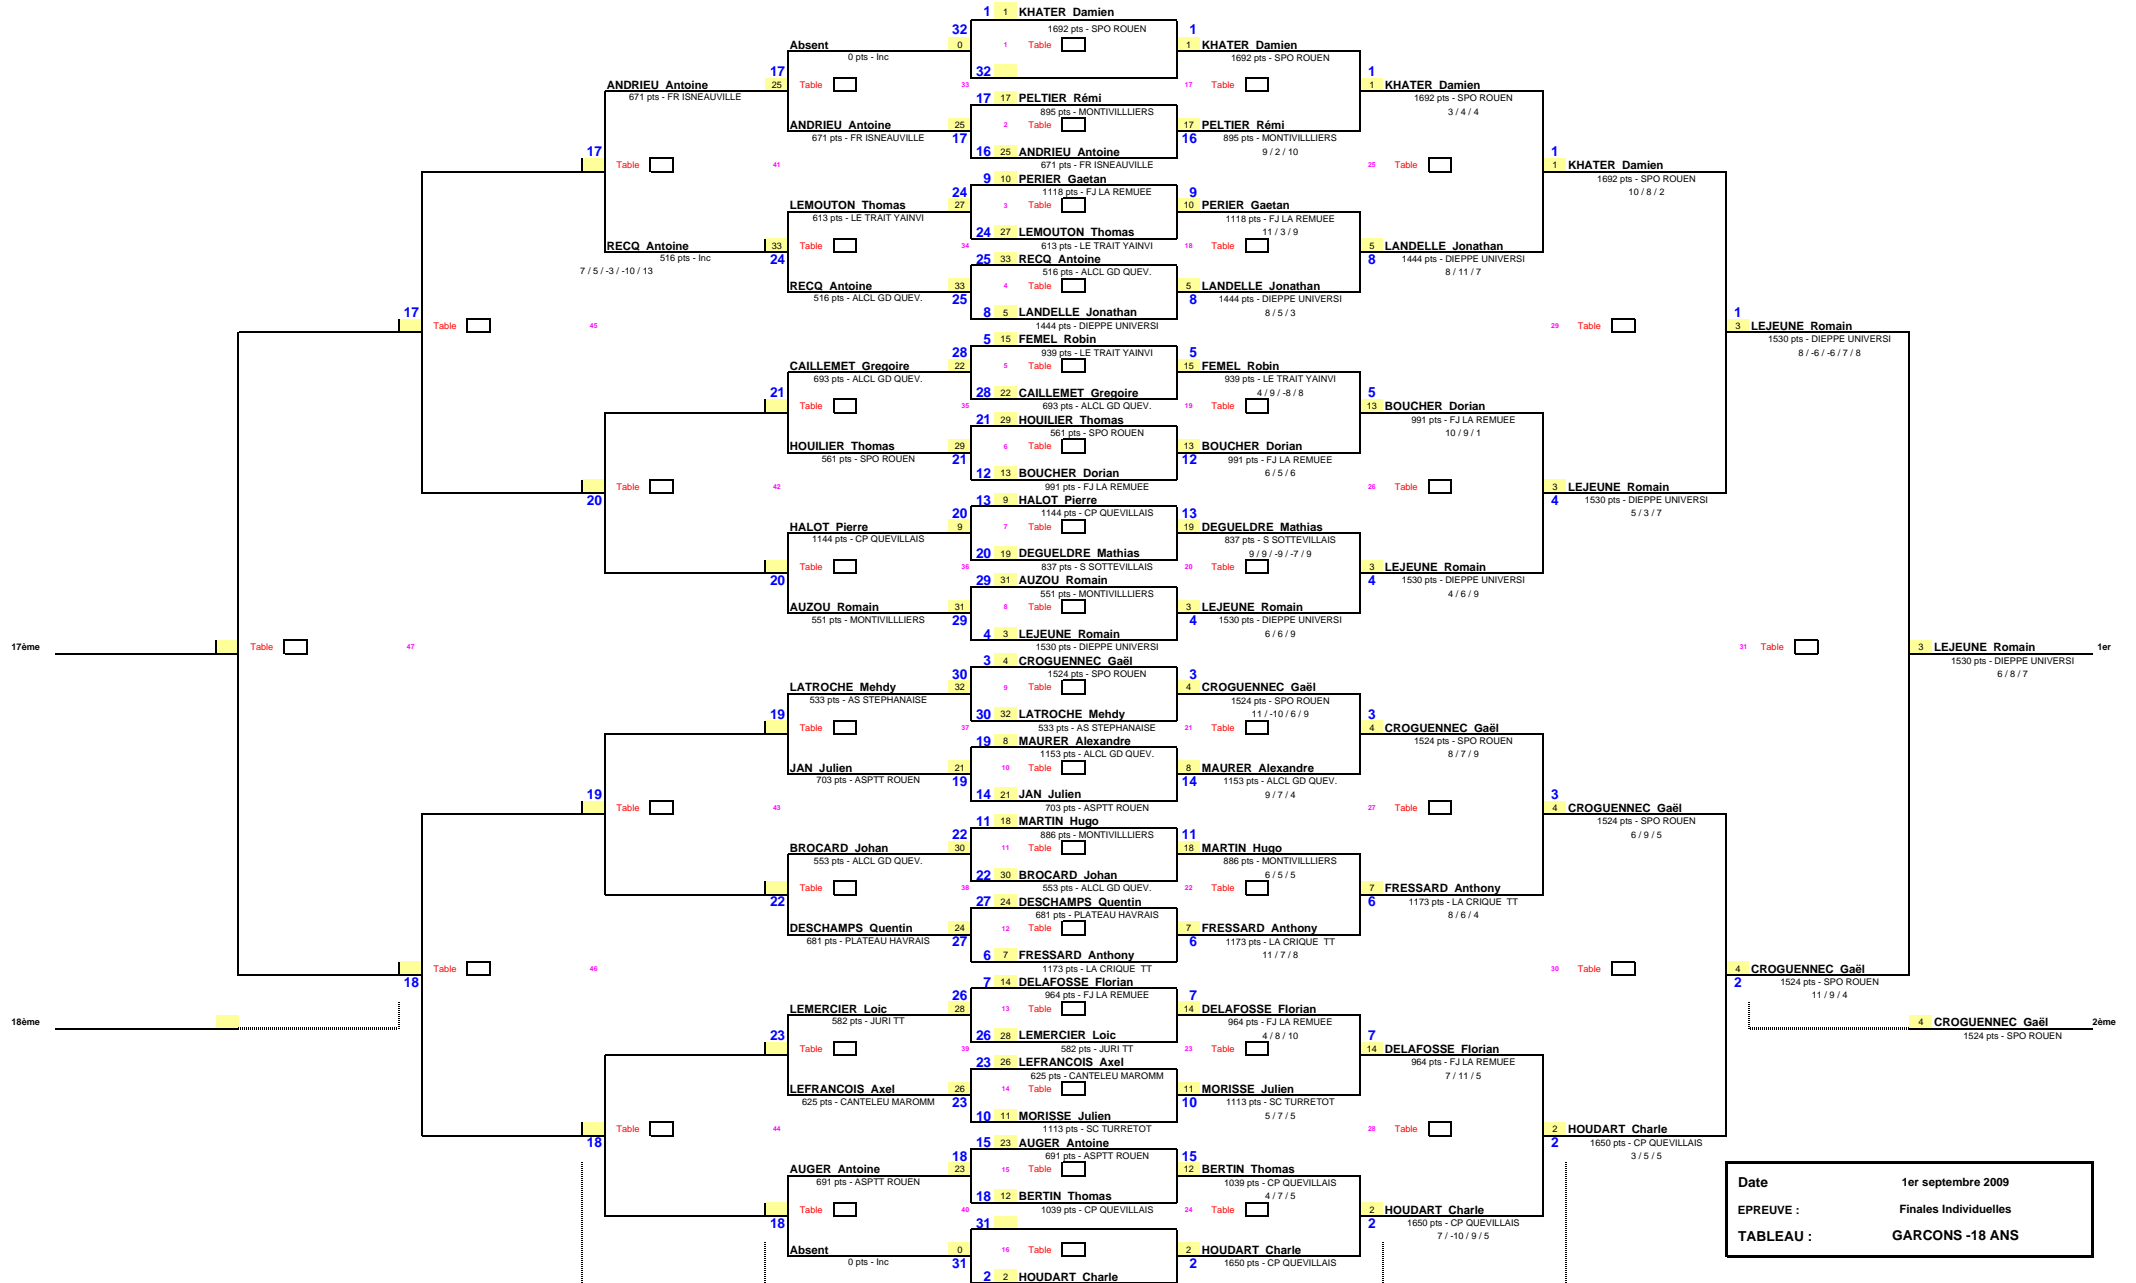 1 1 KHATER Damien
32 1692 pts - SPO ROUEN 1
Absent 0 1 Table 1 KHATER Damien
0 pts - Inc 1692 pts - SPO ROUEN
17 32 1
ANDRIEU Antoine 25 Table 33 17 Table 1 KHATER Damien
671 pts - FR ISNEAUVILLE 17 17 PELTIER Rémi 1692 pts - SPO ROUEN
895 pts - MONTIVILLLIERS 3 / 4 / 4
ANDRIEU Antoine 25 2 Table 17 PELTIER Rémi
671 pts - FR ISNEAUVILLE 17 16 895 pts - MONTIVILLLIERS
17 16 25 ANDRIEU Antoine 9 / 2 / 10 1
Table 41 671 pts - FR ISNEAUVILLE 25 Table 1 KHATER Damien
9 10 PERIER Gaetan 1692 pts - SPO ROUEN
24 1118 pts - FJ LA REMUEE 9 10 / 8 / 2
LEMOUTON Thomas 27 3 Table 10 PERIER Gaetan
613 pts - LE TRAIT YAINVI 1118 pts - FJ LA REMUEE
24 27 LEMOUTON Thomas 11 / 3 / 9
RECQ Antoine 33 Table 34 613 pts - LE TRAIT YAINVI 18 Table 5 LANDELLE Jonathan
516 pts - Inc 24 25 33 RECQ Antoine 8 1444 pts - DIEPPE UNIVERSI
7 / 5 / -3 / -10 / 13 516 pts - ALCL GD QUEV. 8 / 11 / 7
RECQ Antoine 33 4 Table 5 LANDELLE Jonathan
516 pts - ALCL GD QUEV. 25 8 1444 pts - DIEPPE UNIVERSI
17 8 5 LANDELLE Jonathan 8 / 5 / 3 1
Table 45 1444 pts - DIEPPE UNIVERSI 29 Table 3 LEJEUNE Romain
5 15 FEMEL Robin 1530 pts - DIEPPE UNIVERSI
28 939 pts - LE TRAIT YAINVI 5 8 / -6 / -6 / 7 / 8
CAILLEMET Gregoire 22 5 Table 15 FEMEL Robin
693 pts - ALCL GD QUEV. 939 pts - LE TRAIT YAINVI
21 28 22 CAILLEMET Gregoire 4 / 9 / -8 / 8 5
Table 35 693 pts - ALCL GD QUEV. 19 Table 13 BOUCHER Dorian
21 29 HOUILIER Thomas 991 pts - FJ LA REMUEE
561 pts - SPO ROUEN 10 / 9 / 1
HOUILIER Thomas 29 6 Table 13 BOUCHER Dorian
561 pts - SPO ROUEN 21 12 991 pts - FJ LA REMUEE
12 13 BOUCHER Dorian 6 / 5 / 6
Table 42 991 pts - FJ LA REMUEE 26 Table 3 LEJEUNE Romain
20 13 9 HALOT Pierre 4 1530 pts - DIEPPE UNIVERSI
20 1144 pts - CP QUEVILLAIS 13 5 / 3 / 7
HALOT Pierre 9 7 Table 19 DEGUELDRE Mathias
1144 pts - CP QUEVILLAIS 837 pts - S SOTTEVILLAIS
20 19 DEGUELDRE Mathias 9 / 9 / -9 / -7 / 9
Table 36 837 pts - S SOTTEVILLAIS 20 Table 3 LEJEUNE Romain
20 29 31 AUZOU Romain 4 1530 pts - DIEPPE UNIVERSI
551 pts - MONTIVILLLIERS 4 / 6 / 9
AUZOU Romain 31 8 Table 3 LEJEUNE Romain
551 pts - MONTIVILLLIERS 29 4 1530 pts - DIEPPE UNIVERSI
4 3 LEJEUNE Romain 6 / 6 / 9
17ème Table 47 1530 pts - DIEPPE UNIVERSI 31 Table 3 LEJEUNE Romain 1er
3 4 CROGUENNEC Gaël 1530 pts - DIEPPE UNIVERSI
30 1524 pts - SPO ROUEN 3 6 / 8 / 7
LATROCHE Mehdy 32 9 Table 4 CROGUENNEC Gaël
533 pts - AS STEPHANAISE 1524 pts - SPO ROUEN
19 30 32 LATROCHE Mehdy 11 / -10 / 6 / 9 3
Table 37 533 pts - AS STEPHANAISE 21 Table 4 CROGUENNEC Gaël
19 8 MAURER Alexandre 1524 pts - SPO ROUEN
1153 pts - ALCL GD QUEV. 8 / 7 / 9
JAN Julien 21 10 Table 8 MAURER Alexandre
703 pts - ASPTT ROUEN 19 14 1153 pts - ALCL GD QUEV.
19 14 21 JAN Julien 9 / 7 / 4 3
Table 43 703 pts - ASPTT ROUEN 27 Table 4 CROGUENNEC Gaël
11 18 MARTIN Hugo 1524 pts - SPO ROUEN
22 886 pts - MONTIVILLLIERS 11 6 / 9 / 5
BROCARD Johan 30 11 Table 18 MARTIN Hugo
553 pts - ALCL GD QUEV. 886 pts - MONTIVILLLIERS
22 30 BROCARD Johan 6 / 5 / 5
Table 38 553 pts - ALCL GD QUEV. 22 Table 7 FRESSARD Anthony
22 27 24 DESCHAMPS Quentin 6 1173 pts - LA CRIQUE TT
681 pts - PLATEAU HAVRAIS 8 / 6 / 4
DESCHAMPS Quentin 24 12 Table 7 FRESSARD Anthony
681 pts - PLATEAU HAVRAIS 27 6 1173 pts - LA CRIQUE TT
6 7 FRESSARD Anthony 11 / 7 / 8
Table 46 1173 pts - LA CRIQUE TT 30 Table 4 CROGUENNEC Gaël
18 7 14 DELAFOSSE Florian 2 1524 pts - SPO ROUEN
26 964 pts - FJ LA REMUEE 7 11 / 9 / 4
LEMERCIER Loic 28 13 Table 14 DELAFOSSE Florian
18ème 582 pts - JURI TT 964 pts - FJ LA REMUEE 4 CROGUENNEC Gaël 2ème
23 26 28 LEMERCIER Loic 4 / 8 / 10 7 1524 pts - SPO ROUEN
Table 39 582 pts - JURI TT 23 Table 14 DELAFOSSE Florian
23 26 LEFRANCOIS Axel 964 pts - FJ LA REMUEE
625 pts - CANTELEU MAROMM 7 / 11 / 5
LEFRANCOIS Axel 26 14 Table 11 MORISSE Julien
625 pts - CANTELEU MAROMM 23 10 1113 pts - SC TURRETOT
10 11 MORISSE Julien 5 / 7 / 5
Table 44 1113 pts - SC TURRETOT 28 Table 2 HOUDART Charle
18 15 23 AUGER Antoine 2 1650 pts - CP QUEVILLAIS
18 691 pts - ASPTT ROUEN 15 3 / 5 / 5
AUGER Antoine 23 15 Table 12 BERTIN Thomas
691 pts - ASPTT ROUEN 1039 pts - CP QUEVILLAIS
Date 1er septembre 2009
18 12 BERTIN Thomas 4 / 7 / 5
Table 40 1039 pts - CP QUEVILLAIS 24 Table 2 HOUDART Charle
EPREUVE : Finales Individuelles
18 31 2 1650 pts - CP QUEVILLAIS
7 / -10 / 9 / 5
TABLEAU : GARCONS -18 ANS
Absent 0 16 Table 2 HOUDART Charle
0 pts - Inc 31 2 1650 pts - CP QUEVILLAIS
2 2 HOUDART Charle